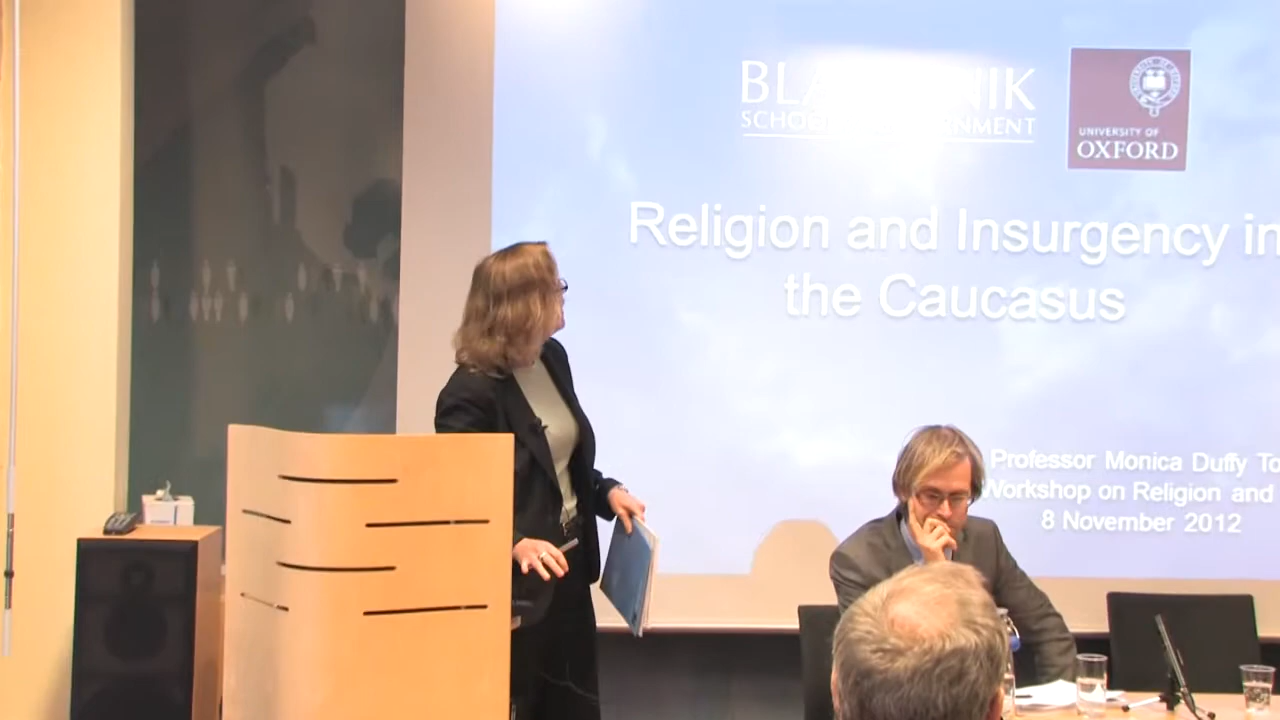 UNIVERSITY OF
OXFORD
Religion and Insurgency in
the Caucasus
Professor Monica Duffy To
Workshop on Religion and
8 November 2012